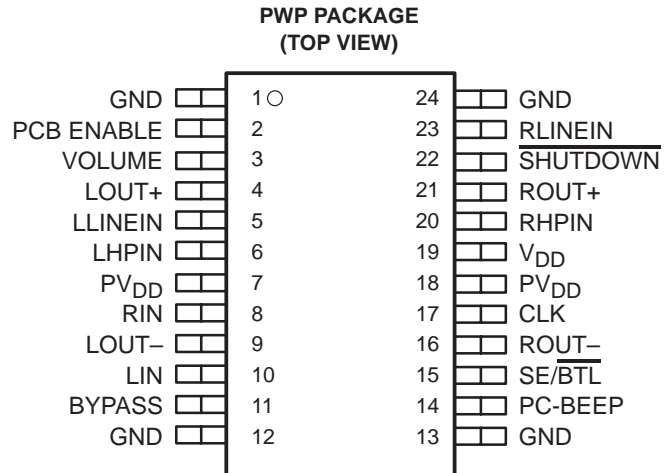 PWP PACKAGE
(TOP VIEW)
GND 1 24 GND
PCB ENABLE 2 23 RLINEIN
VOLUME 3 22 SHUTDOWN
LOUT+ 4 21 ROUT+
LLINEIN 5 20 RHPIN
LHPIN 6 19 VDD
PVDD 7 18 PVDD
RIN 8 17 CLK
LOUT– 9 16 ROUT–
LIN 10 15 SE/BTL
BYPASS 11 14 PC-BEEP
GND 12 13 GND